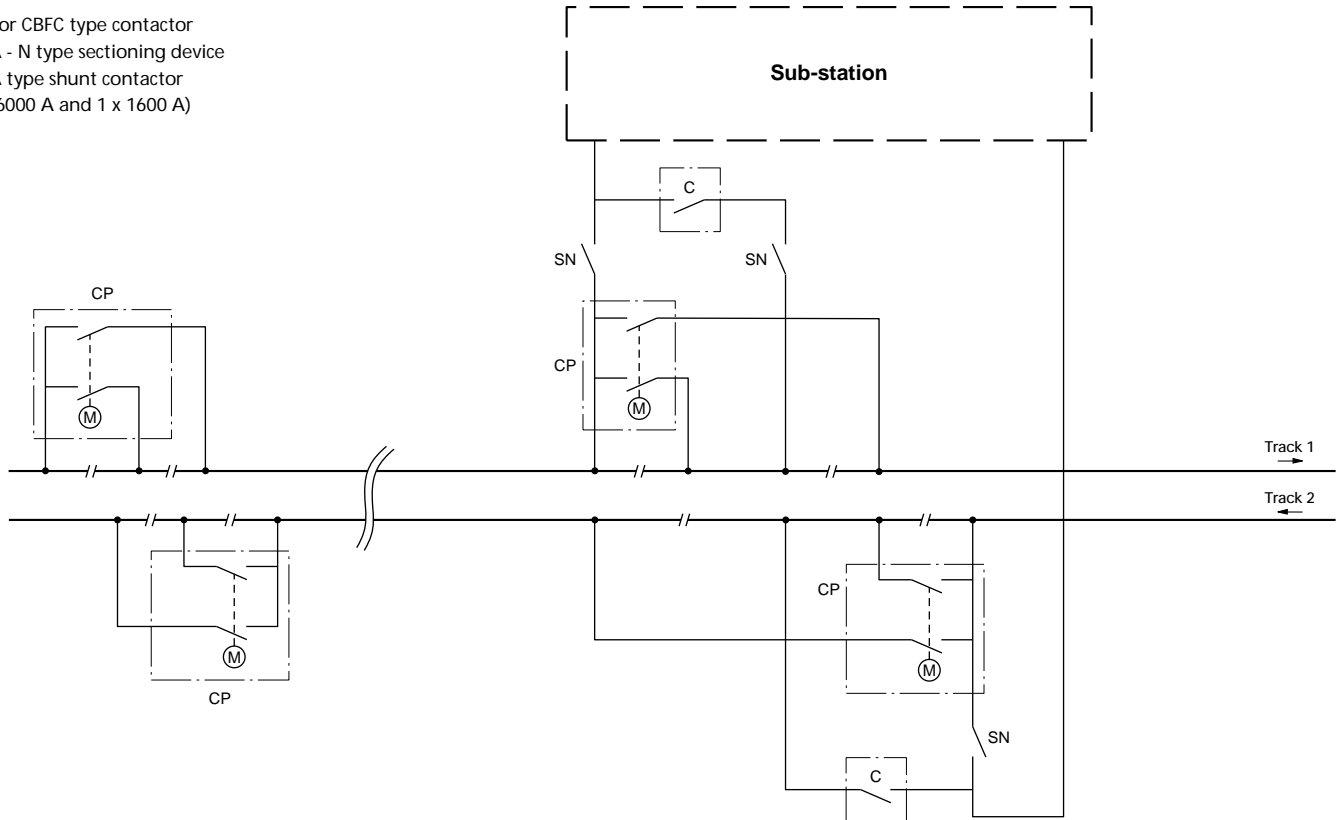 or CBFC type contactor
- N type sectioning device
type shunt contactor
6000 A and 1 x 1600 A)
Sub-station
C
SN
SN
CP
CP
M
M
Track 1
Track 2
CP
M
M
CP
SN
C